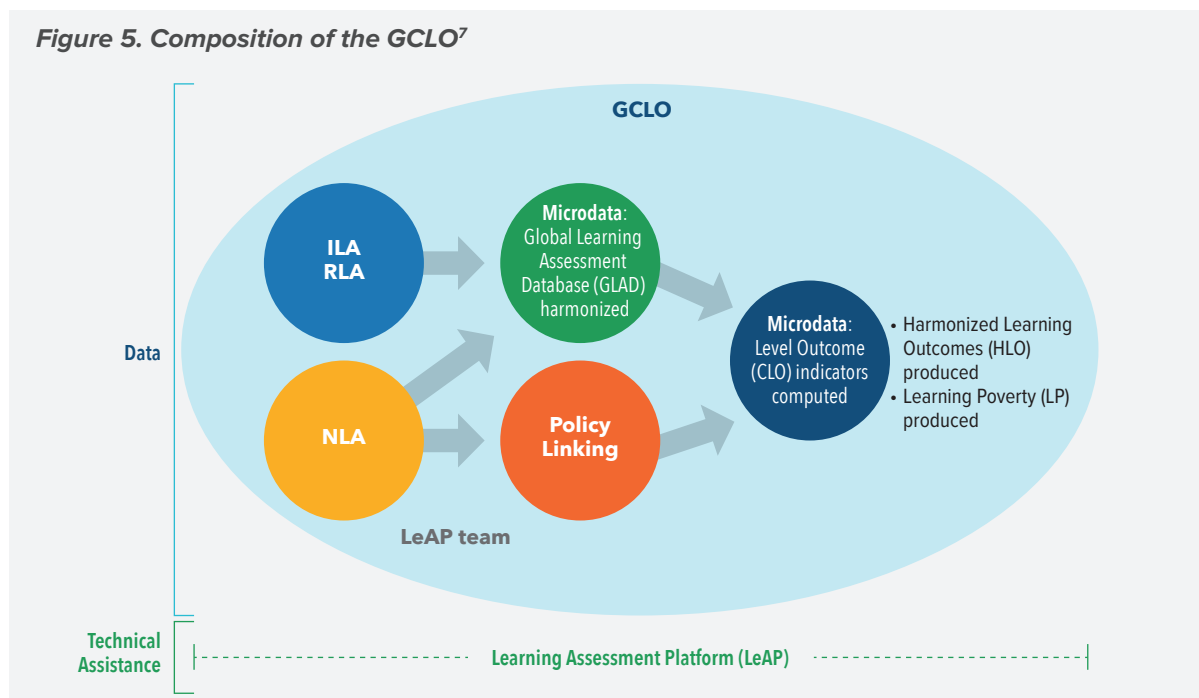 Figure 5. Composition of the GCLO⁷
GCLO
Data
ILA
RLA
Microdata:
Global Learning
Assessment
Database (GLAD)
harmonized
NLA
Policy
Linking
LeAP team
Microdata:
Level Outcome
(CLO) indicators
computed
• Harmonized Learning
Outcomes (HLO)
produced
• Learning Poverty (LP)
produced
Technical
Assistance
Learning Assessment Platform (LeAP)